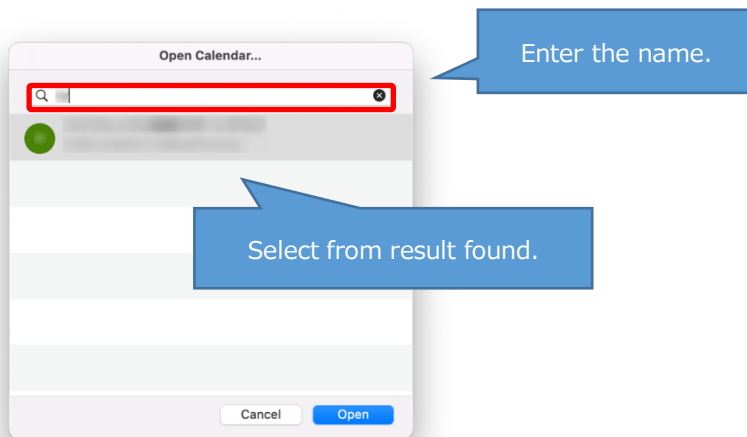 Enter the name.
Open Calendar...
Select from result found.
Cancel
Open